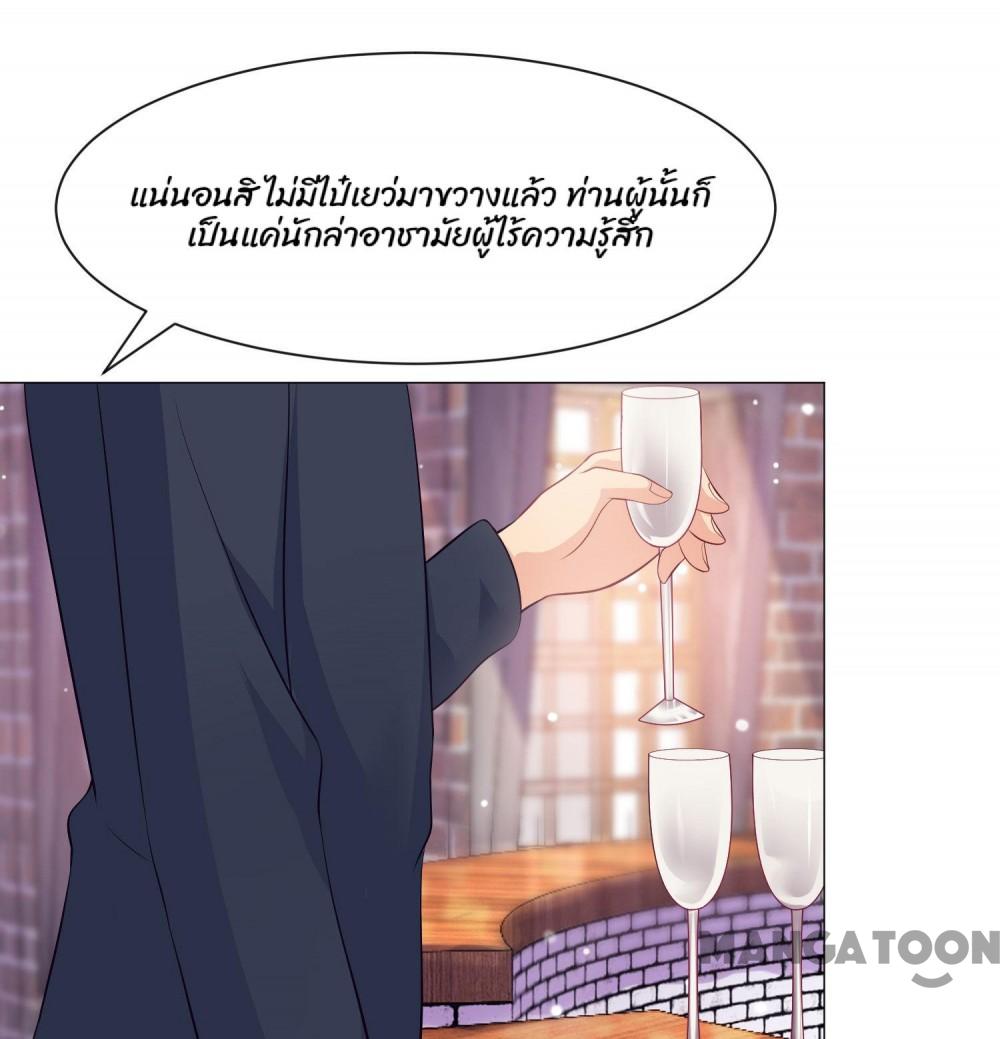 แน่นอนสิ ไม่มีไป๋เยว่มาขวางแล้ว ท่านผู้นั้นก็
เป็นแค่นักล่าอาชามัยผู้ไร้ความรู้สึก
MANGATOON